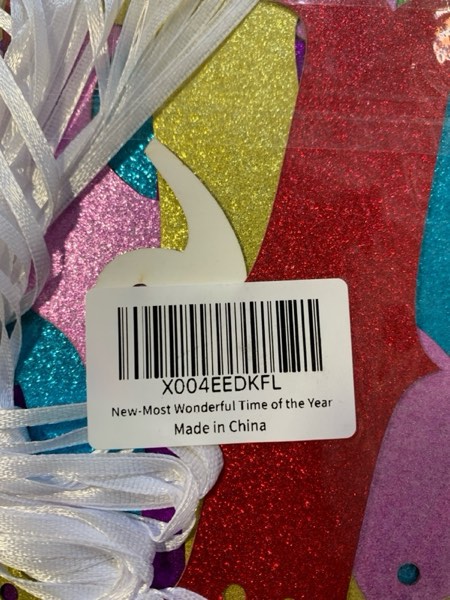 X004EEDKFL
New-Most Wonderful Time of the Year
Made in China